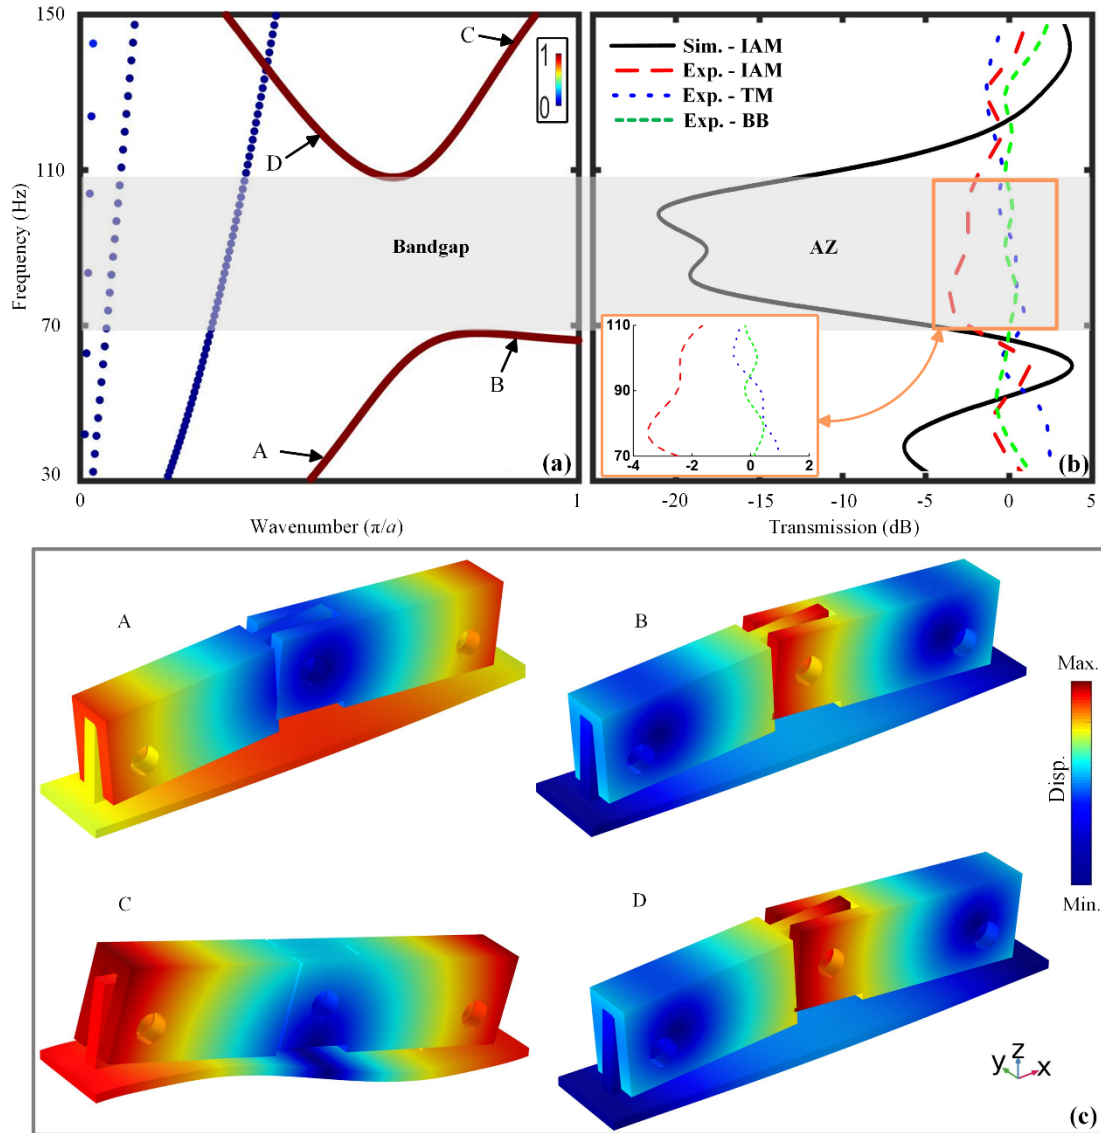 150
110
70
30
Frequency (Hz)
C
D
1
0
Bandgap
B
A
(a)
0
1
Wavenumber (π/a)
Sim. - IAM
Exp. - IAM
Exp. - TM
Exp. - BB
AZ
110
90
70
-4 -2 0 2
(b)
-20 -15 -10 -5 0 5
Transmission (dB)
A
B
Max.
Disp.
Min.
C
D
z
y x
(c)